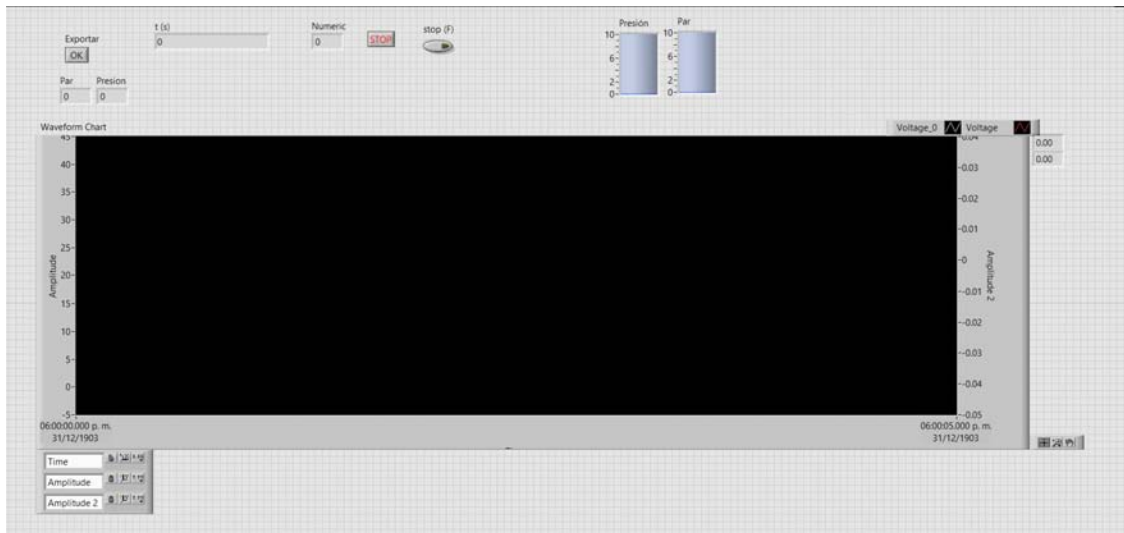 Exportar
OK
t (s)
0
Numeric
0
STOP
stop (F)
Presión
10-
6-
2-
0-
Par
10-
6-
2-
0-
Par
0
Presion
0
Waveform Chart
Voltage_0
Voltage
0.00
0.00
45-
40-
35-
30-
25-
20-
15-
10-
5-
0-
-5-
Amplitude
-0.04
-0.03
-0.02
-0.01
-0
--0.01
--0.02
--0.03
--0.04
--0.05
Amplitude 2
06:00:00.000 p. m.
31/12/1903
06:00:05.000 p. m.
31/12/1903
Time
Amplitude
Amplitude 2